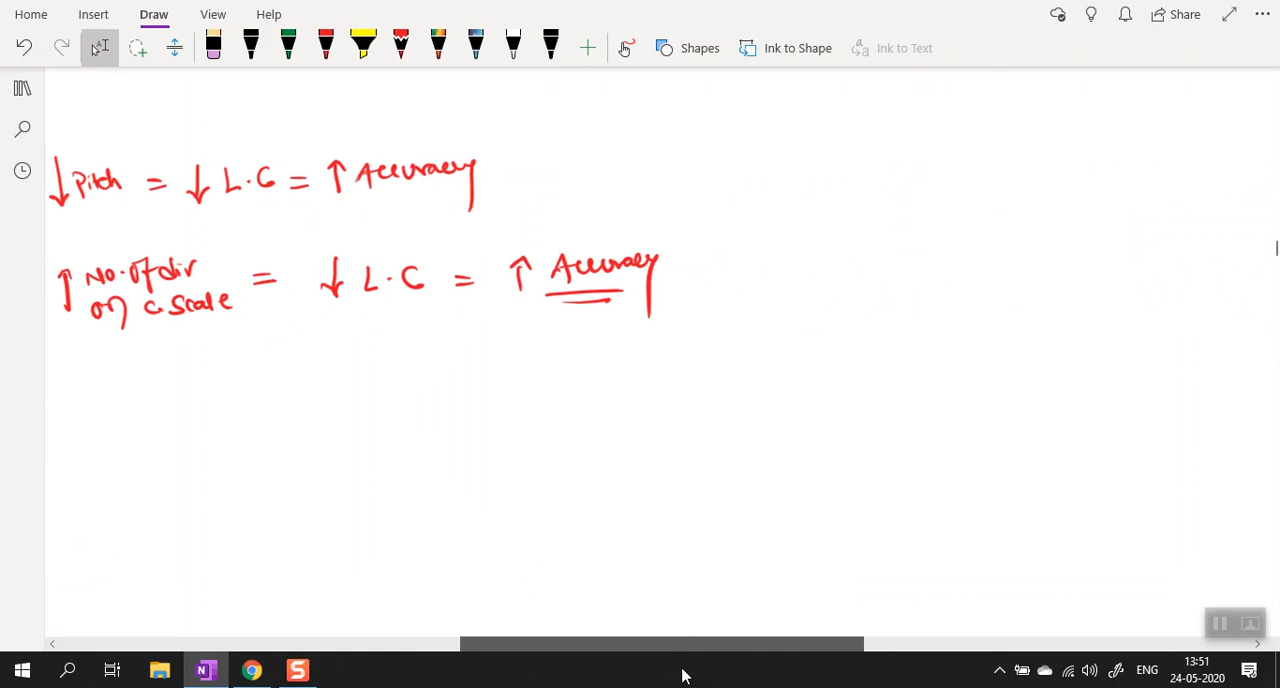 Home Insert Draw View Help
Share
Shapes Ink to Shape Ink to Text
↓ Pitch = ↓ L.C = ↑ Accuracy
↑ No. of div = ↓ L.C = ↑ Accuracy
on c. scale
ENG
13:51
24-05-2020